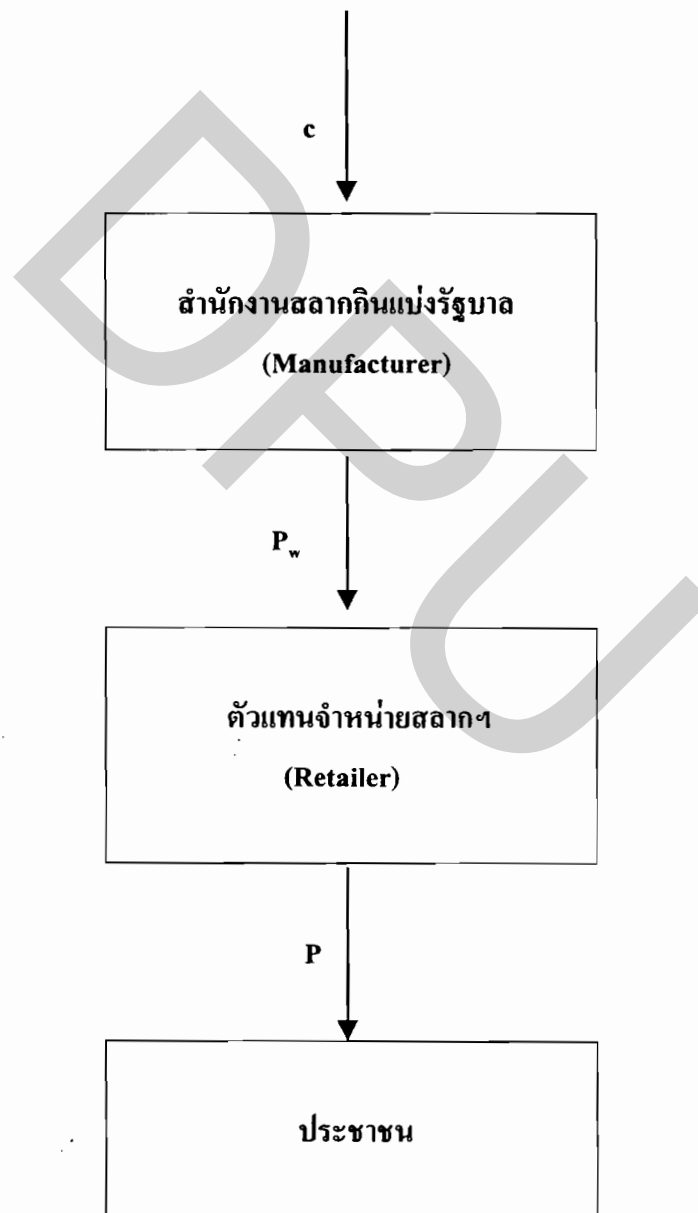 c
สำนักงานสลากกินแบ่งรัฐบาล
(Manufacturer)
P_w
ตัวแทนจำหน่ายสลากฯ
(Retailer)
P
ประชาชน
DPU